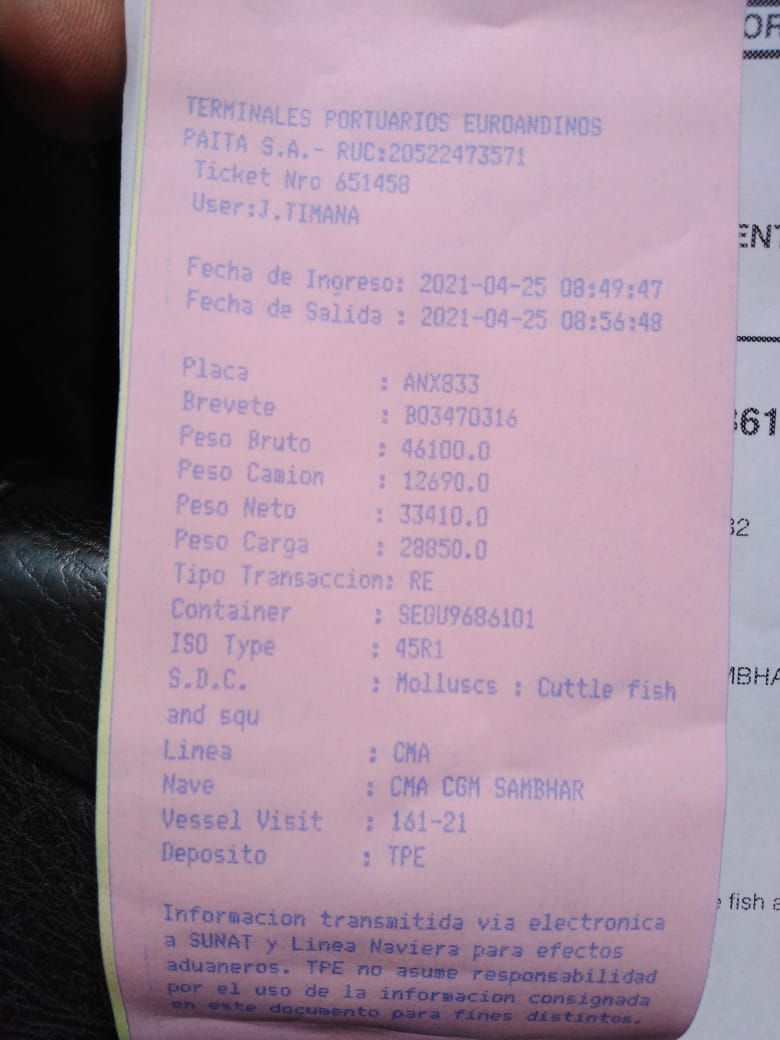 TERMINALES PORTUARIOS EUROANDINOS
PAITA S.A.- RUC:20522473571
Ticket Nro 651458
User:J.TIMANA
Fecha de Ingreso: 2021-04-25 08:49:47
Fecha de Salida : 2021-04-25 08:56:48
Placa : ANX833
Brevete : B03470316
Peso Bruto : 46100.0
Peso Camion : 12690.0
Peso Neto : 33410.0
Peso Carga : 28850.0
Tipo Transaccion: RE
Container : SEGU9686101
ISO Type : 45R1
S.D.C. : Molluscs : Cuttle fish
and squ
Linea : CMA
Nave : CMA CGM SAMBHAR
Vessel Visit : 161-21
Deposito : TPE
Informacion transmitida via electronica
a SUNAT y Linea Naviera para efectos
aduaneros. TPE no asume responsabilidad
por el uso de la informacion consignada
en este documento para fines distintos.
fish